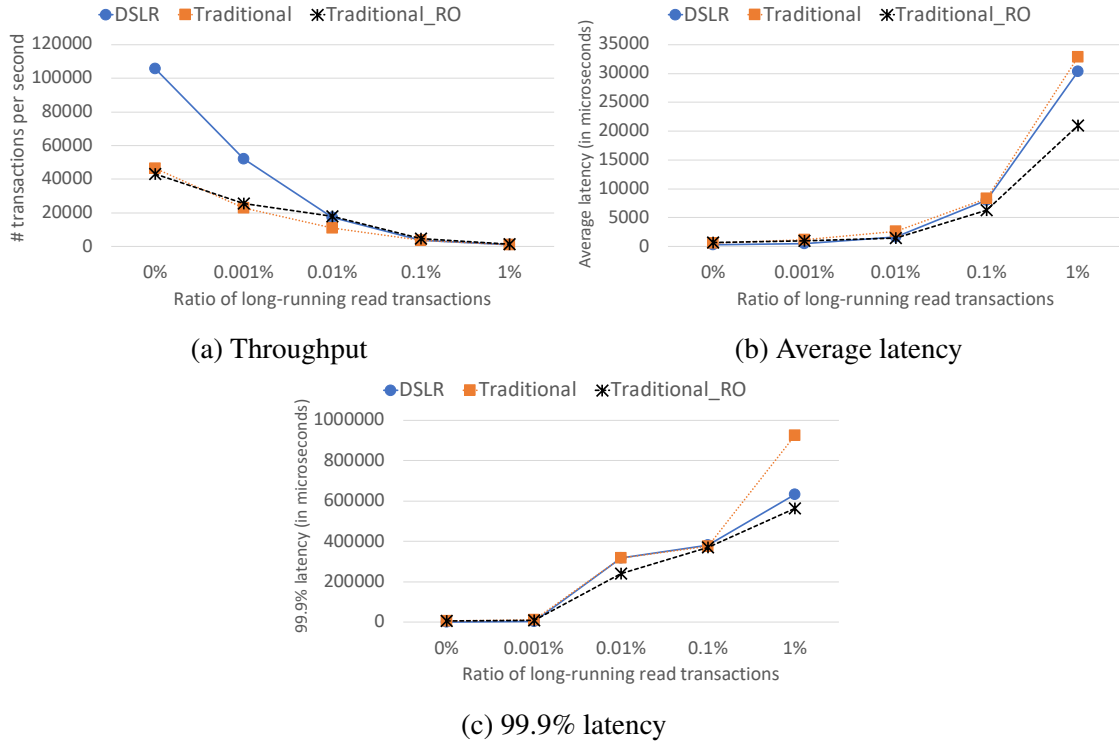 DSLR Traditional Traditional_RO
# transactions per second
120000
100000
80000
60000
40000
20000
0
0% 0.001% 0.01% 0.1% 1%
Ratio of long-running read transactions
(a) Throughput
DSLR Traditional Traditional_RO
Average latency (in microseconds)
35000
30000
25000
20000
15000
10000
5000
0
0% 0.001% 0.01% 0.1% 1%
Ratio of long-running read transactions
(b) Average latency
DSLR Traditional Traditional_RO
99.9% latency (in microseconds)
1000000
800000
600000
400000
200000
0
0% 0.001% 0.01% 0.1% 1%
Ratio of long-running read transactions
(c) 99.9% latency